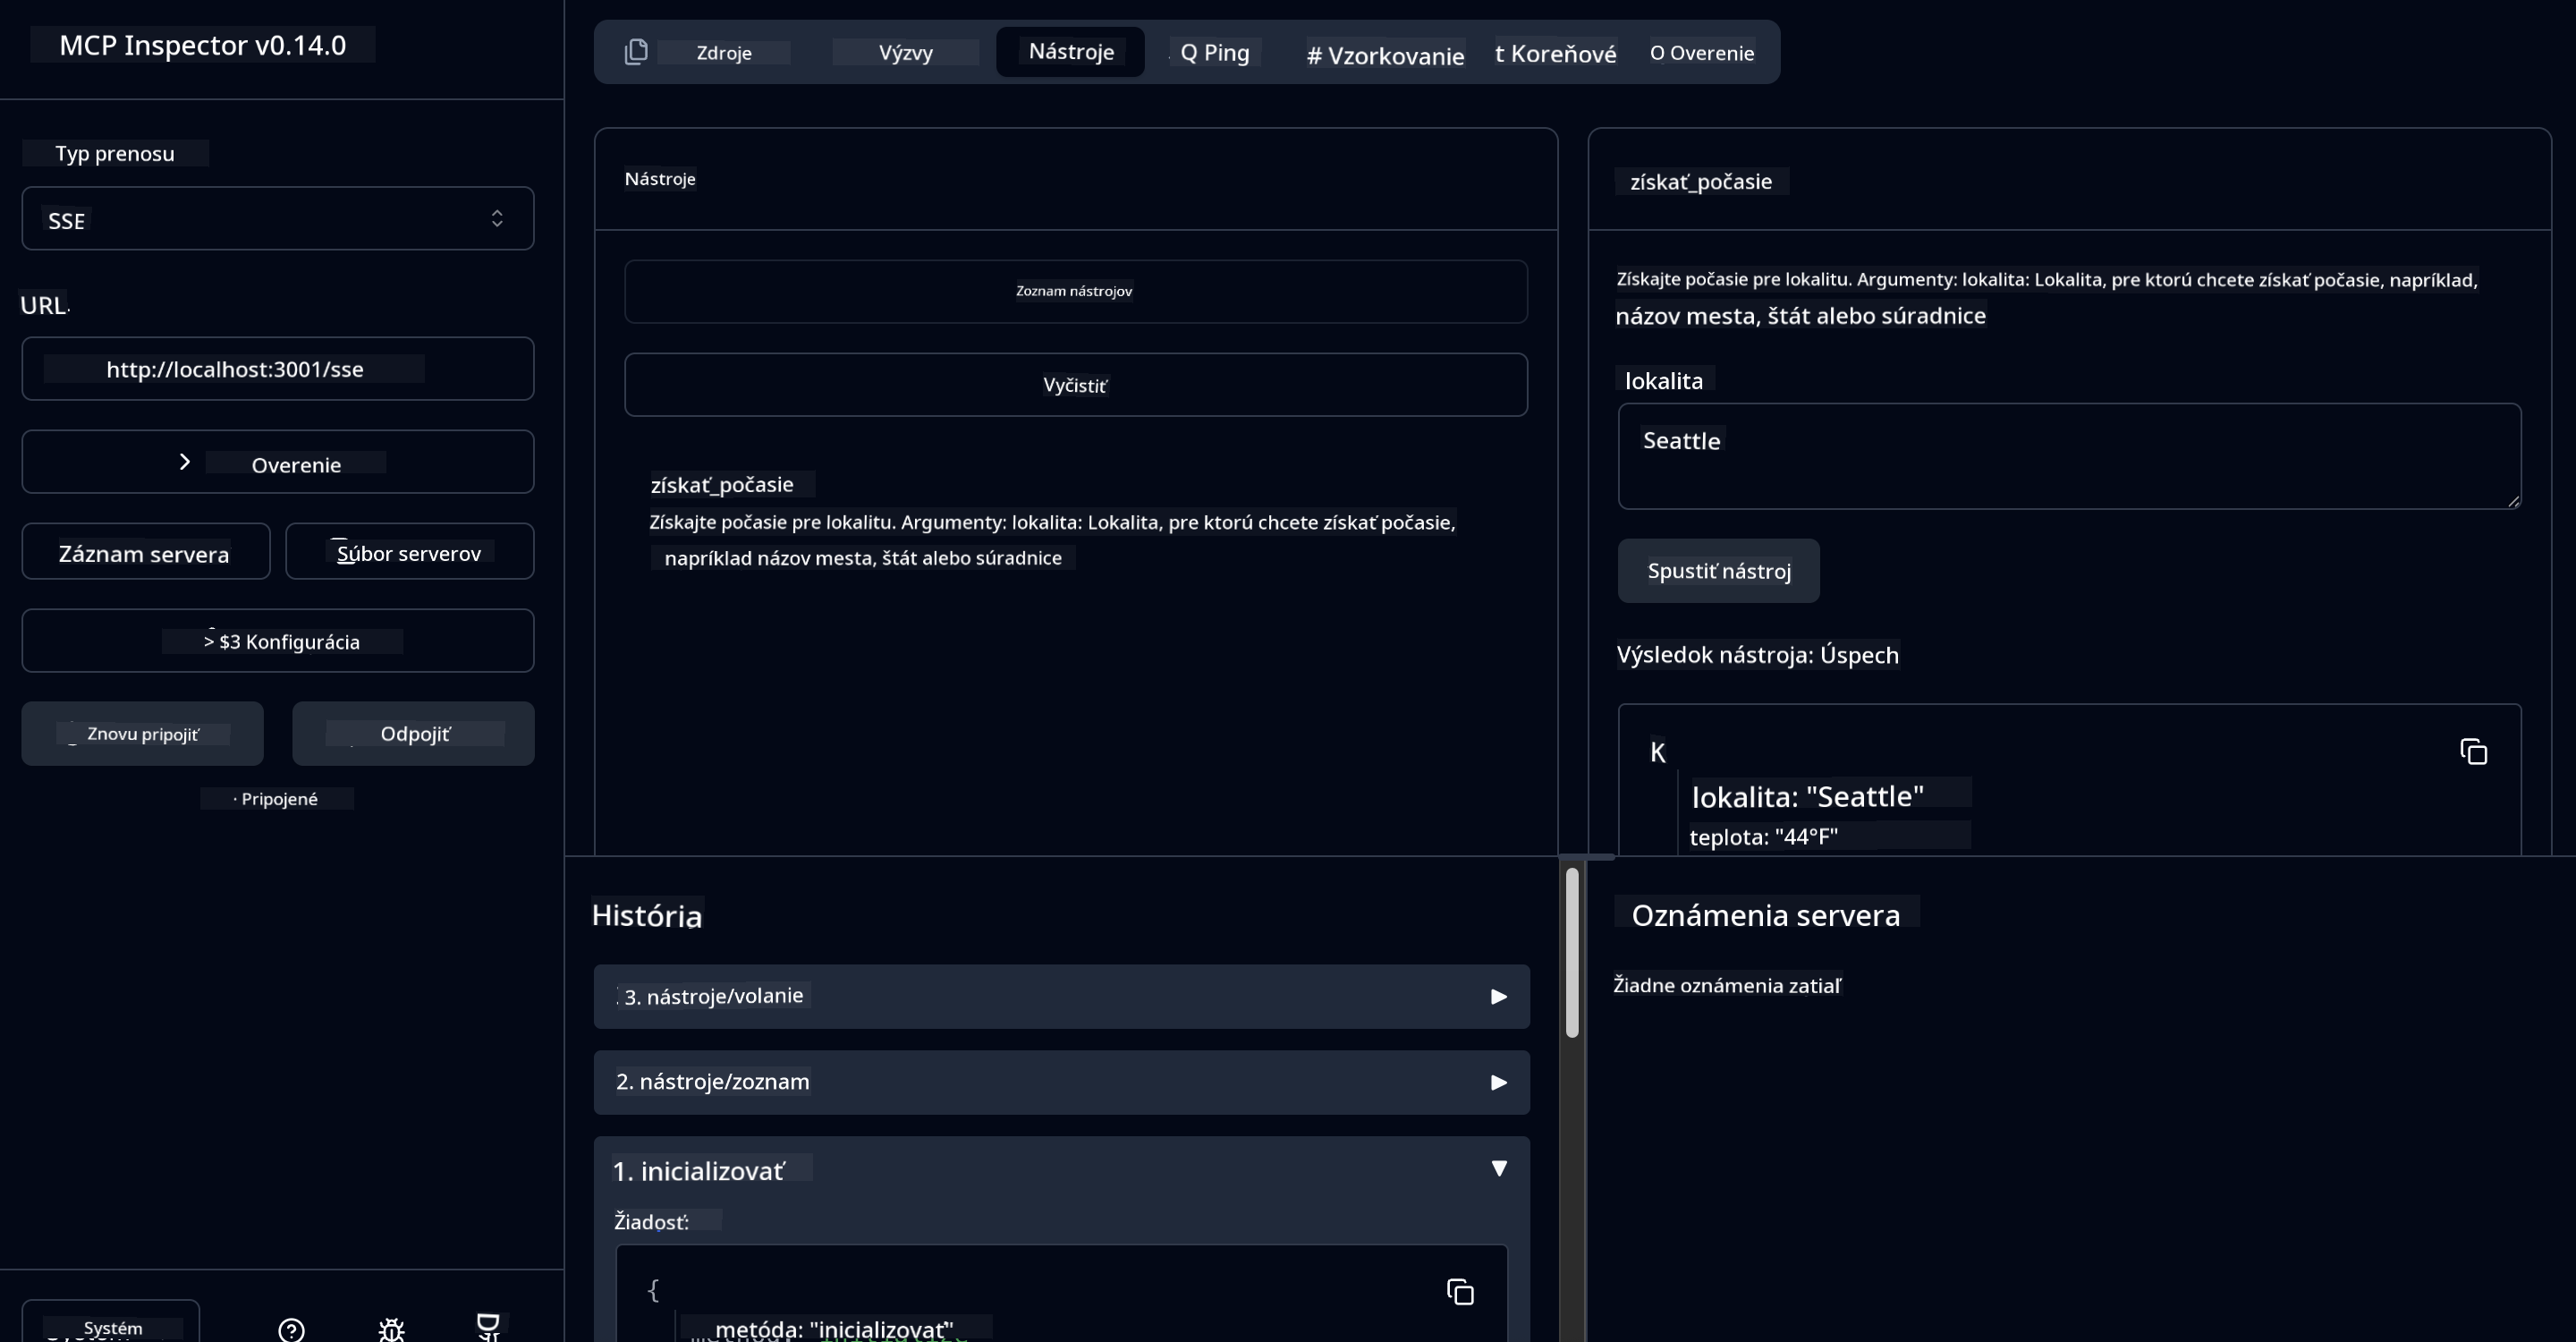 MCP Inspector v0.14.0
Typ prenosu
SSE
URL
http://localhost:3001/sse
Overenie
Záznam servera
Súbor serverov
> $3 Konfigurácia
Znovu pripojiť
Odpojiť
· Pripojené
Systém
Zdroje
Výzvy
Nástroje
Q Ping
# Vzorkovanie
t Koreňové
O Overenie
Nástroje
Zoznam nástrojov
Vyčistiť
získať_počasie
Získajte počasie pre lokalitu. Argumenty: lokalita: Lokalita, pre ktorú chcete získať počasie,
napríklad názov mesta, štát alebo súradnice
získať_počasie
Získajte počasie pre lokalitu. Argumenty: lokalita: Lokalita, pre ktorú chcete získať počasie, napríklad,
názov mesta, štát alebo súradnice
lokalita
Seattle
Spustiť nástroj
Výsledok nástroja: Úspech
K
lokalita: "Seattle"
teplota: "44°F"
História
3. nástroje/volanie
2. nástroje/zoznam
1. inicializovať
Žiadosť:
{
metóda: "inicializovať"
Oznámenia servera
Žiadne oznámenia zatiaľ